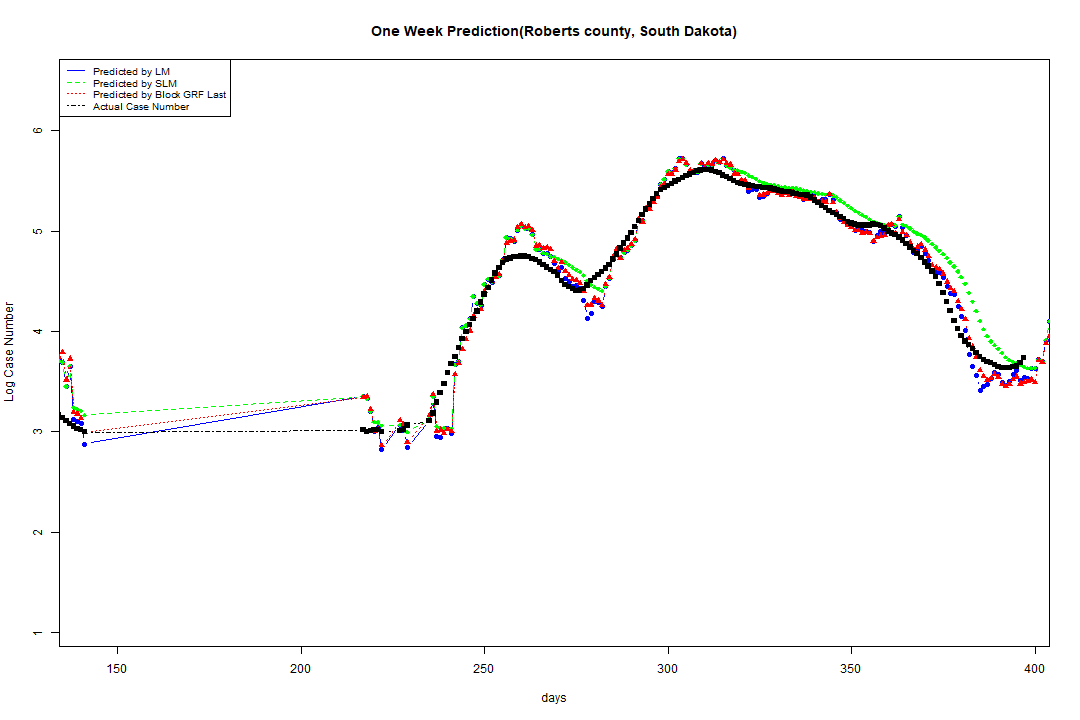 One Week Prediction(Roberts county, South Dakota)
Predicted by LM
Predicted by SLM
Predicted by Block GRF Last
Actual Case Number
6
5
4
3
2
1
Log Case Number
150
200
250
300
350
400
days